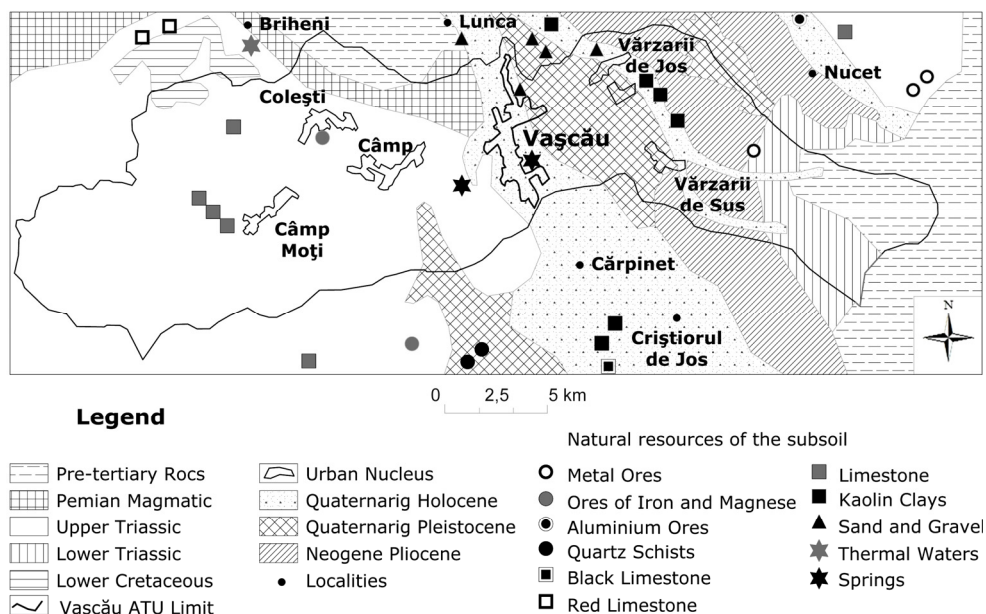 Briheni
Lunca
Vărzarii
de Jos
Nucet
Coleşti
Câmp
Vaşcău
Vărzarii
de Sus
Câmp
Moţi
Cărpinet
Criştiorul
de Jos
N
0 2,5 5 km
Legend
Natural resources of the subsoil
Pre-tertiary Rocs
Pemian Magmatic
Upper Triassic
Lower Triassic
Lower Cretaceous
Vaşcău ATU Limit
Urban Nucleus
Quaternarig Holocene
Quaternarig Pleistocene
Neogene Pliocene
Localities
Metal Ores
Ores of Iron and Magnese
Aluminium Ores
Quartz Schists
Black Limestone
Red Limestone
Limestone
Kaolin Clays
Sand and Gravel
Thermal Waters
Springs